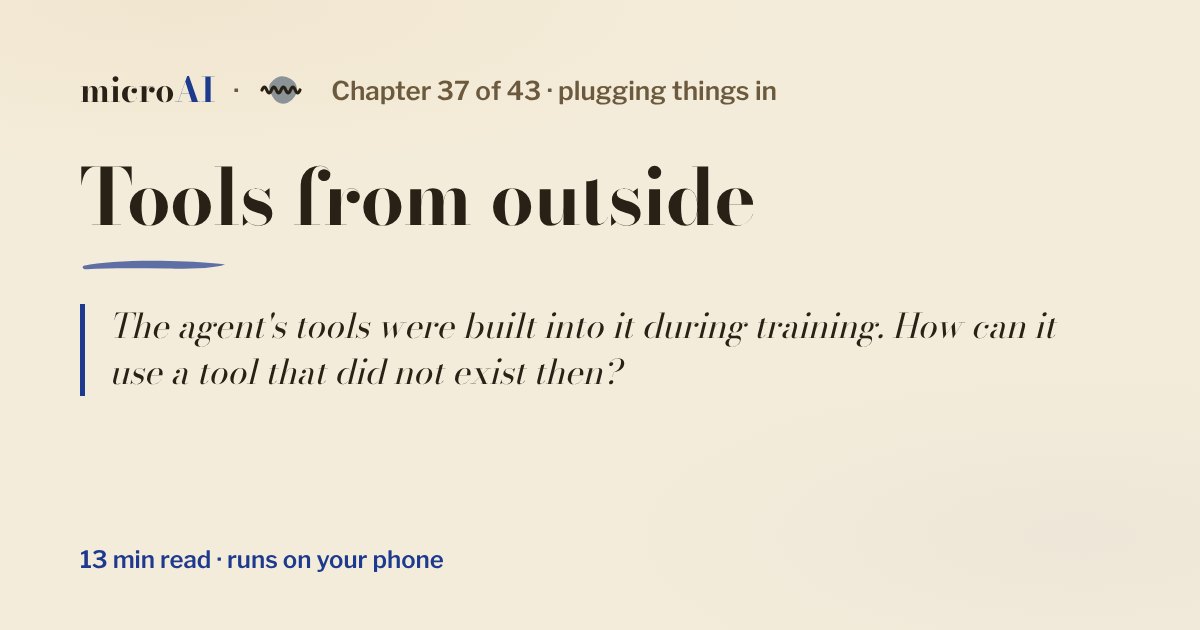 microAI · Chapter 37 of 43 · plugging things in
Tools from outside
The agent's tools were built into it during training. How can it
use a tool that did not exist then?
13 min read · runs on your phone